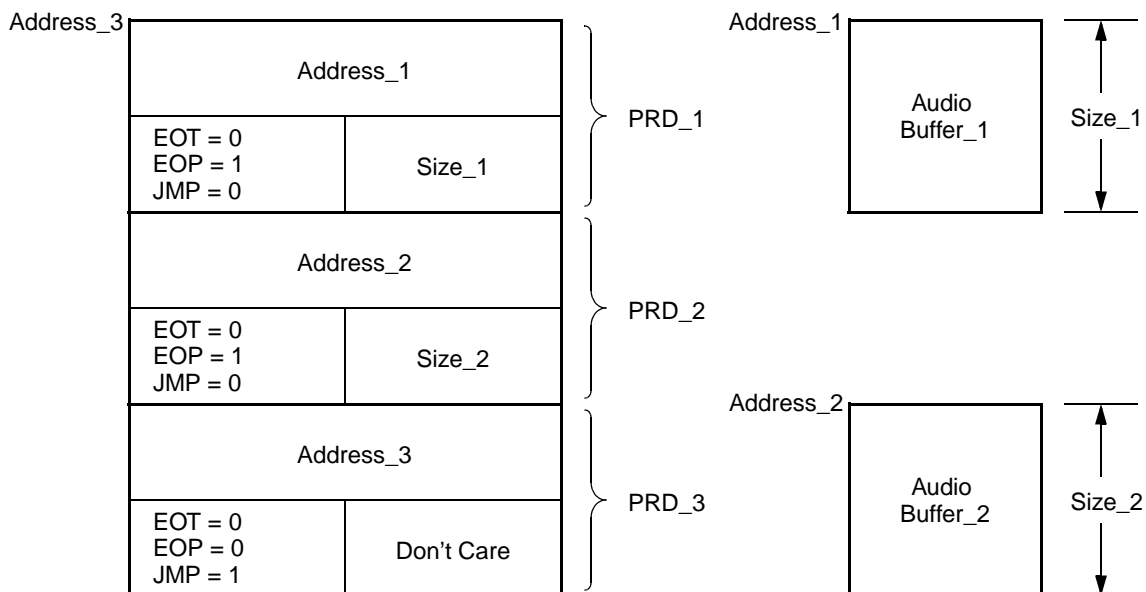 Address_3
Address_1
EOT = 0
EOP = 1
JMP = 0
Size_1
PRD_1
Address_2
EOT = 0
EOP = 1
JMP = 0
Size_2
PRD_2
Address_3
EOT = 0
EOP = 0
JMP = 1
Don't Care
PRD_3
Address_1
Audio
Buffer_1
Size_1
Address_2
Audio
Buffer_2
Size_2